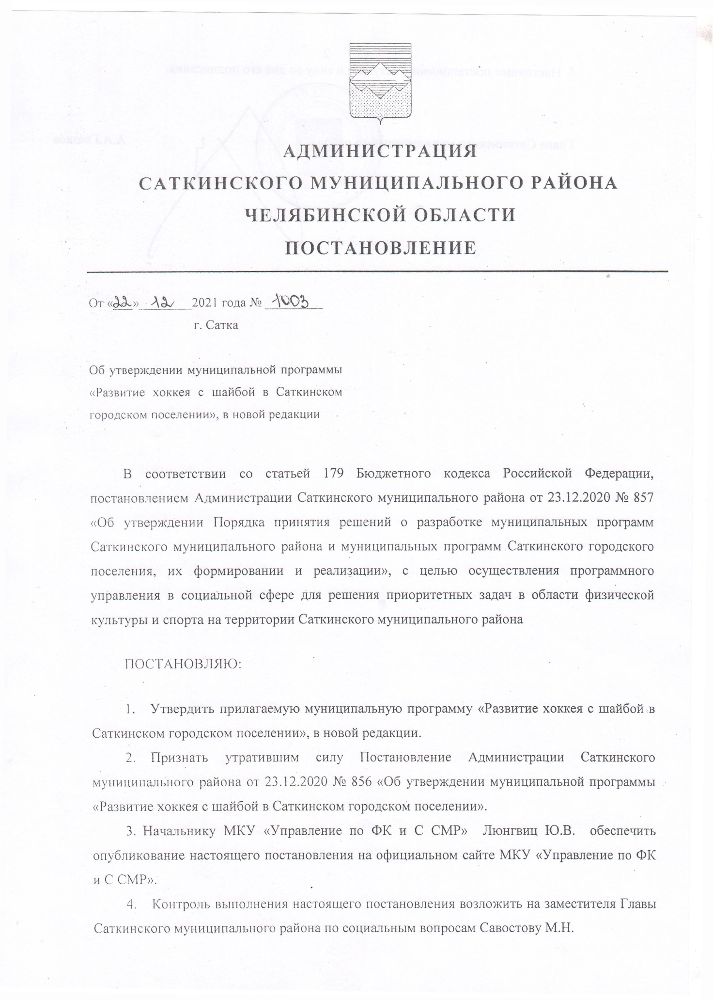 АДМИНИСТРАЦИЯ
САТКИНСКОГО МУНИЦИПАЛЬНОГО РАЙОНА
ЧЕЛЯБИНСКОЙ ОБЛАСТИ
ПОСТАНОВЛЕНИЕ
От «22» 12 2021 года № 1003
г. Сатка
Об утверждении муниципальной программы
«Развитие хоккея с шайбой в Саткинском
городском поселении», в новой редакции
В соответствии со статьей 179 Бюджетного кодекса Российской Федерации,
постановлением Администрации Саткинского муниципального района от 23.12.2020 № 857
«Об утверждении Порядка принятия решений о разработке муниципальных программ
Саткинского муниципального района и муниципальных программ Саткинского городского
поселения, их формировании и реализации», с целью осуществления программного
управления в социальной сфере для решения приоритетных задач в области физической
культуры и спорта на территории Саткинского муниципального района
ПОСТАНОВЛЯЮ:
1. Утвердить прилагаемую муниципальную программу «Развитие хоккея с шайбой в
Саткинском городском поселении», в новой редакции.
2. Признать утратившим силу Постановление Администрации Саткинского
муниципального района от 23.12.2020 № 856 «Об утверждении муниципальной программы
«Развитие хоккея с шайбой в Саткинском городском поселении».
3. Начальнику МКУ «Управление по ФК и С СМР» Люнгвиц Ю.В. обеспечить
опубликование настоящего постановления на официальном сайте МКУ «Управление по ФК
и С СМР».
4. Контроль выполнения настоящего постановления возложить на заместителя Главы
Саткинского муниципального района по социальным вопросам Савостову М.Н.